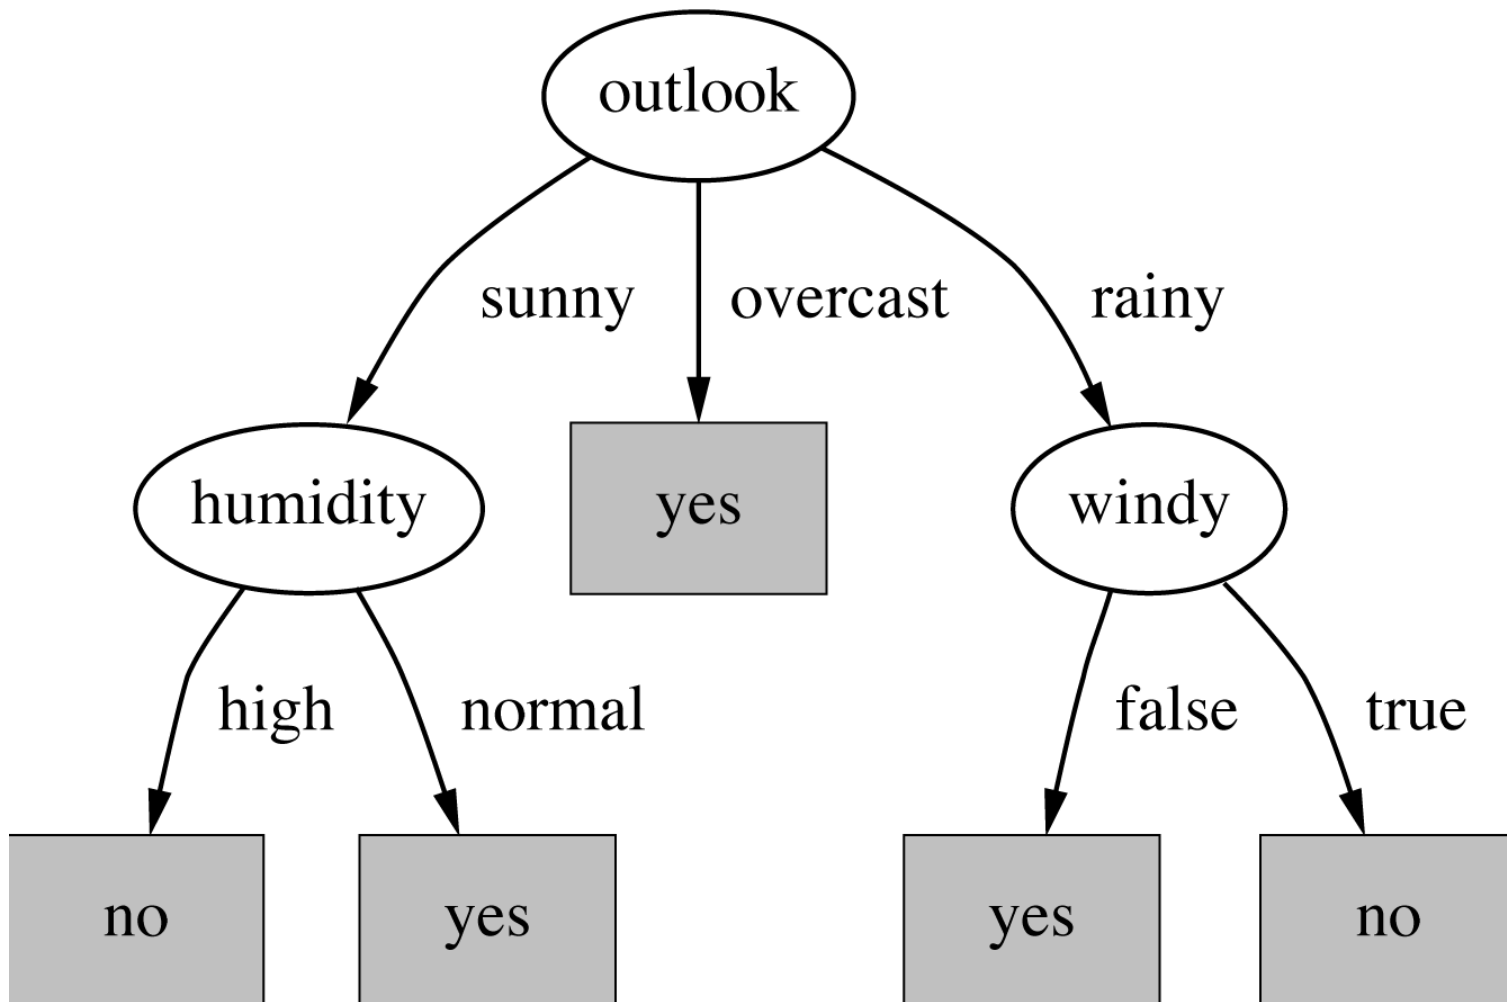 outlook
sunny overcast rainy
humidity yes windy
high normal false true
no yes yes no